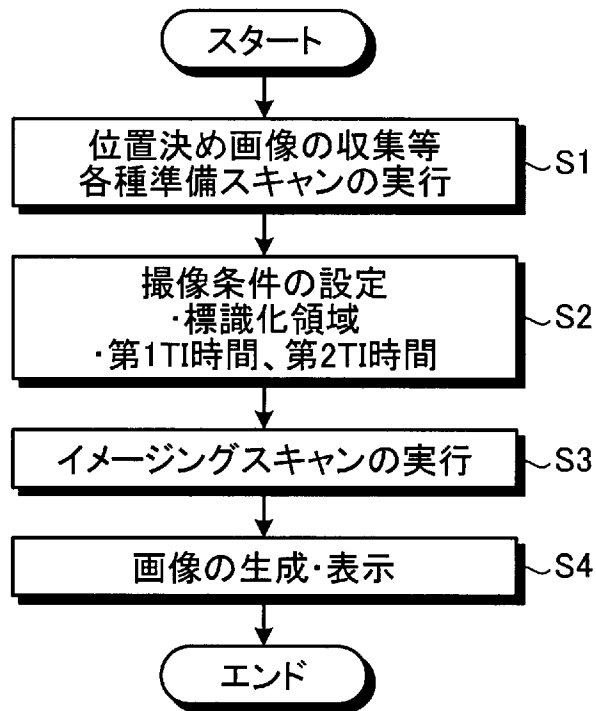 スタート
位置決め画像の収集等
各種準備スキャンの実行
S1
撮像条件の設定
・標識化領域
・第1TI時間、第2TI時間
S2
イメージングスキャンの実行
S3
画像の生成・表示
S4
エンド